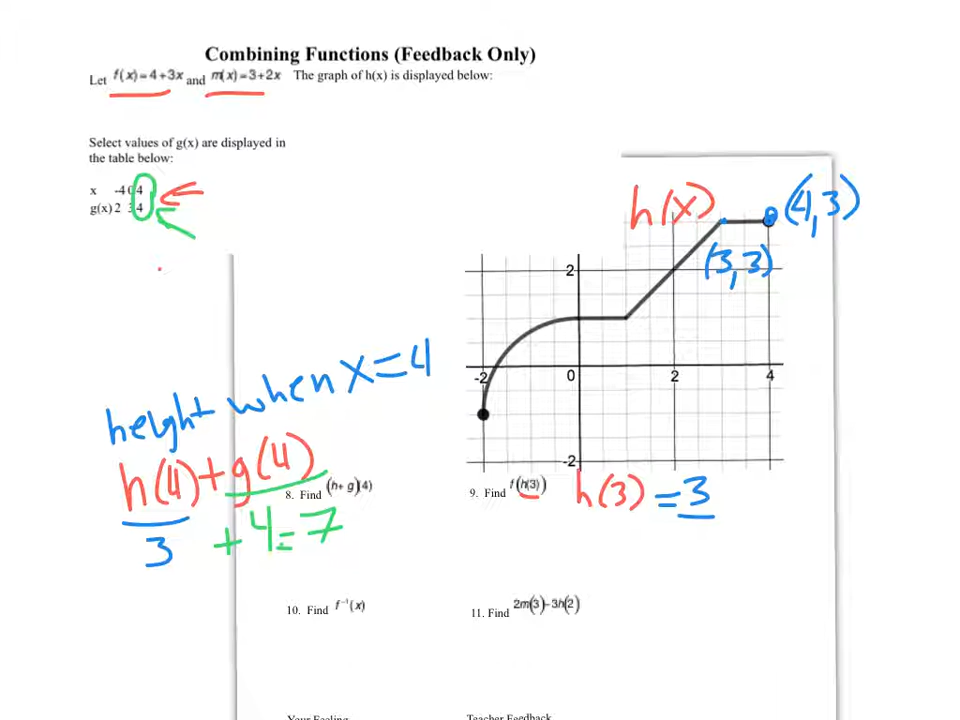 Combining Functions (Feedback Only)
Let f(x)=4+3x and m(x)=3+2x The graph of h(x) is displayed below:
Select values of g(x) are displayed in
the table below:
x -4 0 4
g(x) 2 3 4
h(x)
(4,3)
(3,3)
2
-2
0
2
4
-2
height when x=4
h(4)+g(4)
3 + 4 = 7
8. Find (h+g)(4)
9. Find f(h(3))
h(3) = 3
10. Find f⁻¹(x)
11. Find 2m(3)-3h(2)
Your Feeling
Teacher Feedback